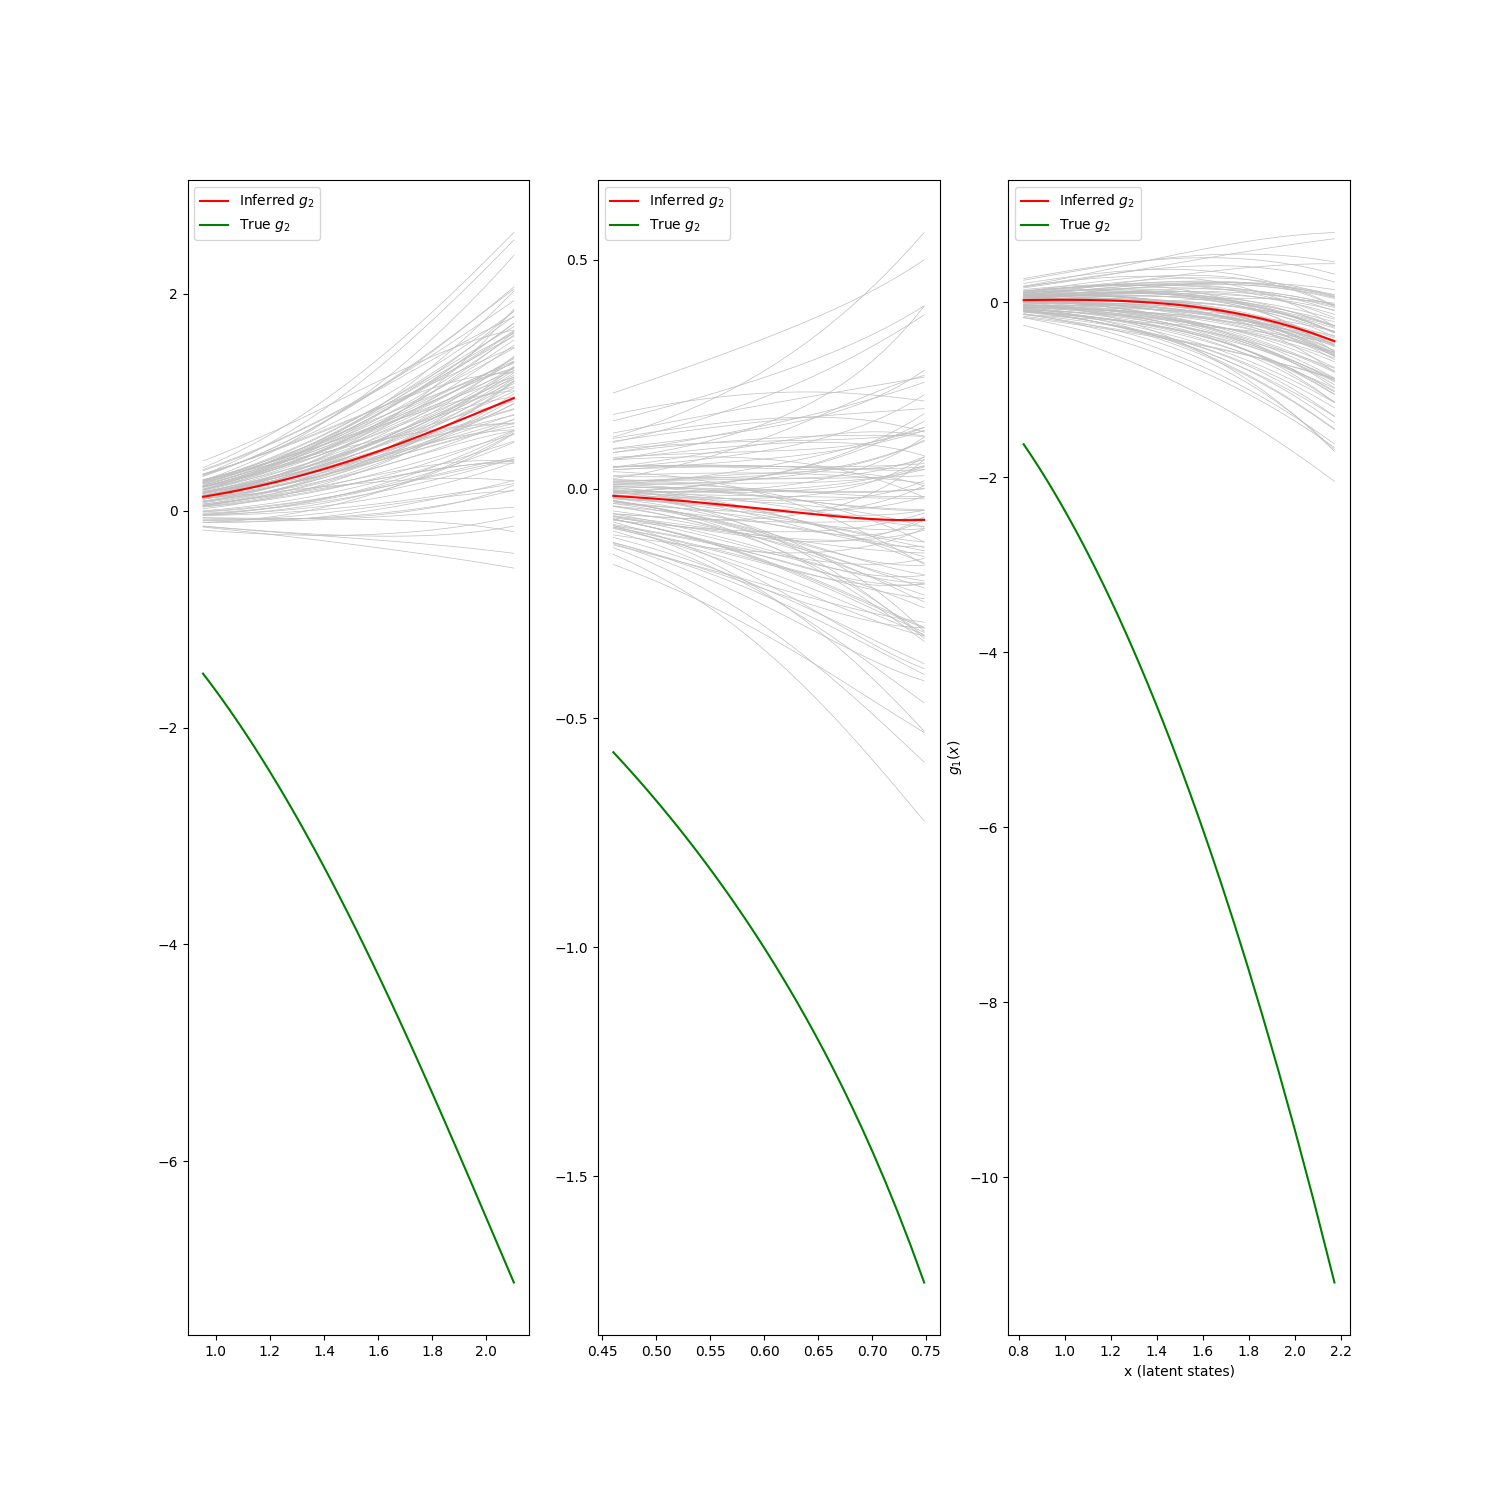 Inferred g₂
True g₂
2
0
−2
−4
−6
1.0 1.2 1.4 1.6 1.8 2.0
Inferred g₂
True g₂
0.5
0.0
−0.5
−1.0
−1.5
0.45 0.50 0.55 0.60 0.65 0.70 0.75
Inferred g₂
True g₂
g₁(x)
0
−2
−4
−6
−8
−10
0.8 1.0 1.2 1.4 1.6 1.8 2.0 2.2
x (latent states)